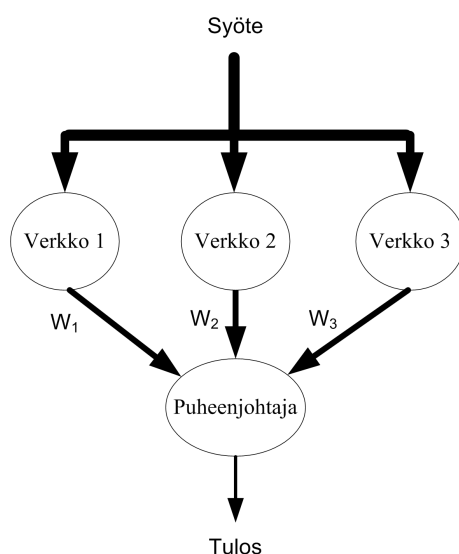 Syöte
Verkko 1
Verkko 2
Verkko 3
W₁
W₂
W₃
Puheenjohtaja
Tulos